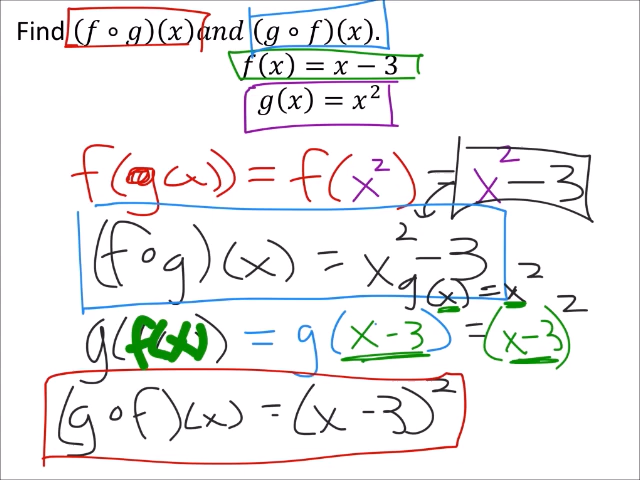 Find (f ∘ g)(x) and (g ∘ f)(x).
f(x) = x − 3
g(x) = x²
f(g(x)) = f(x²) = x² − 3
(f ∘ g)(x) = x² − 3
g(x) = x²
g(f(x)) = g(x − 3) = (x − 3)²
(g ∘ f)(x) = (x − 3)²